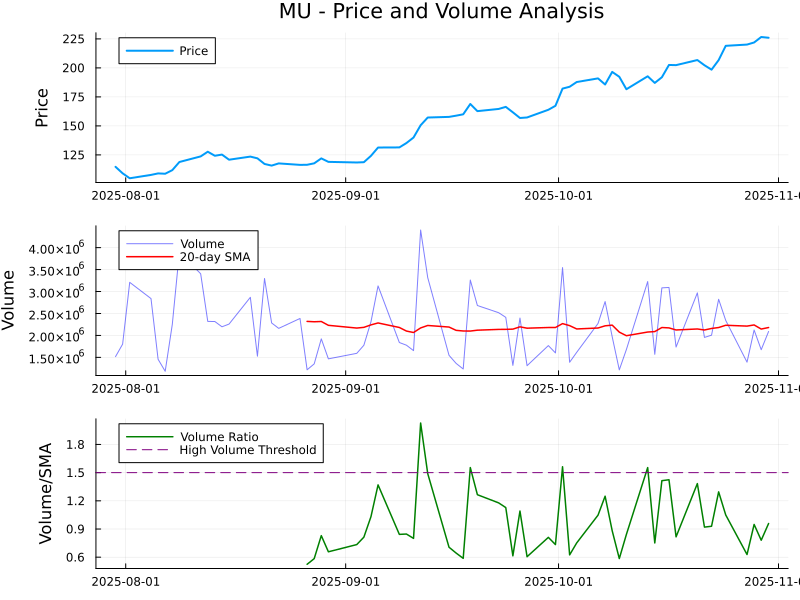 MU - Price and Volume Analysis
Price
225
200
175
150
125
Price
2025-08-01 2025-09-01 2025-10-01 2025-11-0
Volume
4.00×10⁶
3.50×10⁶
3.00×10⁶
2.50×10⁶
2.00×10⁶
1.50×10⁶
Volume
20-day SMA
2025-08-01 2025-09-01 2025-10-01 2025-11-0
Volume/SMA
1.8
1.5
1.2
0.9
0.6
Volume Ratio
High Volume Threshold
2025-08-01 2025-09-01 2025-10-01 2025-11-0